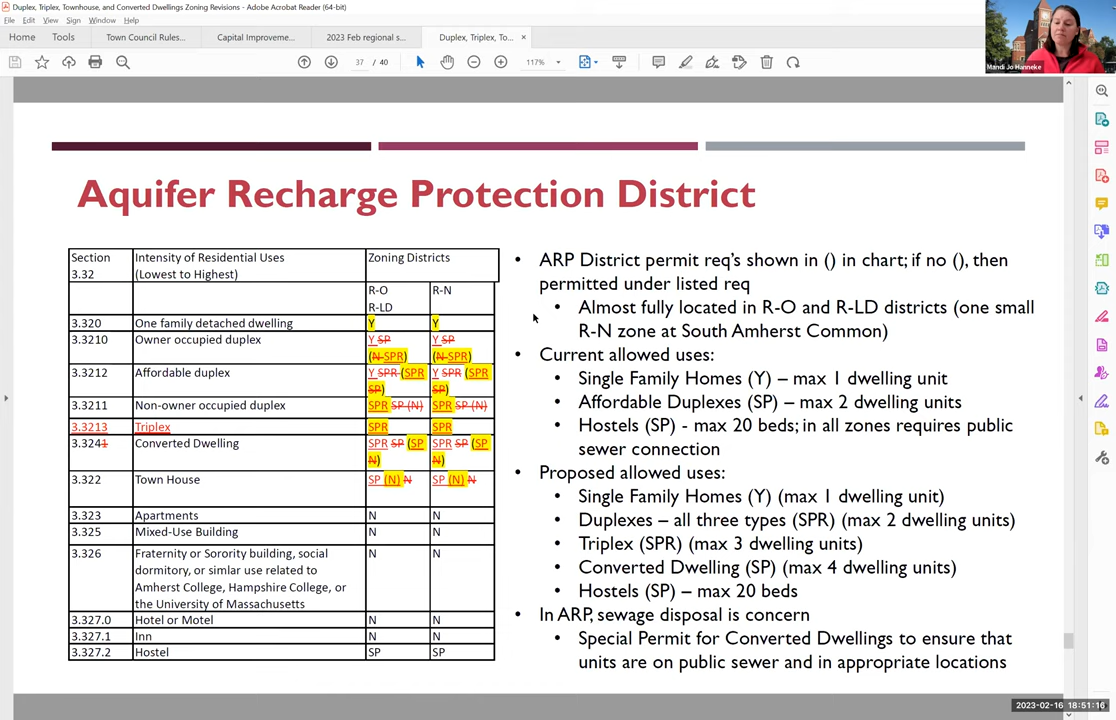 Duplex, Triplex, Townhouse, and Converted Dwellings Zoning Revisions - Adobe Acrobat Reader (64-bit)
File Edit View Sign Window Help
Home Tools Town Council Rules... Capital Improveme... 2023 Feb regional s... Duplex, Triplex, To... ×
37 / 40 117%
Mandi Jo Hanneke
Aquifer Recharge Protection District
Section 3.32 Intensity of Residential Uses (Lowest to Highest) Zoning Districts
R-O R-LD R-N
3.320 One family detached dwelling Y Y
3.3210 Owner occupied duplex Y SP (N SPR) Y SP (N SPR)
3.3212 Affordable duplex Y SPR (SPR SP) Y SPR (SPR SP)
3.3211 Non-owner occupied duplex SPR SP (N) SPR SP (N)
3.3213 Triplex SPR SPR
3.3241 Converted Dwelling SPR SP (SP N) SPR SP (SP N)
3.322 Town House SP (N) N SP (N) N
3.323 Apartments N N
3.325 Mixed-Use Building N N
3.326 Fraternity or Sorority building, social N N
dormitory, or simlar use related to
Amherst College, Hampshire College, or
the University of Massachusetts
3.327.0 Hotel or Motel N N
3.327.1 Inn N N
3.327.2 Hostel SP SP
• ARP District permit req's shown in () in chart; if no (), then
permitted under listed req
• Almost fully located in R-O and R-LD districts (one small
R-N zone at South Amherst Common)
• Current allowed uses:
• Single Family Homes (Y) – max 1 dwelling unit
• Affordable Duplexes (SP) – max 2 dwelling units
• Hostels (SP) - max 20 beds; in all zones requires public
sewer connection
• Proposed allowed uses:
• Single Family Homes (Y) (max 1 dwelling unit)
• Duplexes – all three types (SPR) (max 2 dwelling units)
• Triplex (SPR) (max 3 dwelling units)
• Converted Dwelling (SP) (max 4 dwelling units)
• Hostels (SP) – max 20 beds
• In ARP, sewage disposal is concern
• Special Permit for Converted Dwellings to ensure that
units are on public sewer and in appropriate locations
2023-02-16 18:51:16